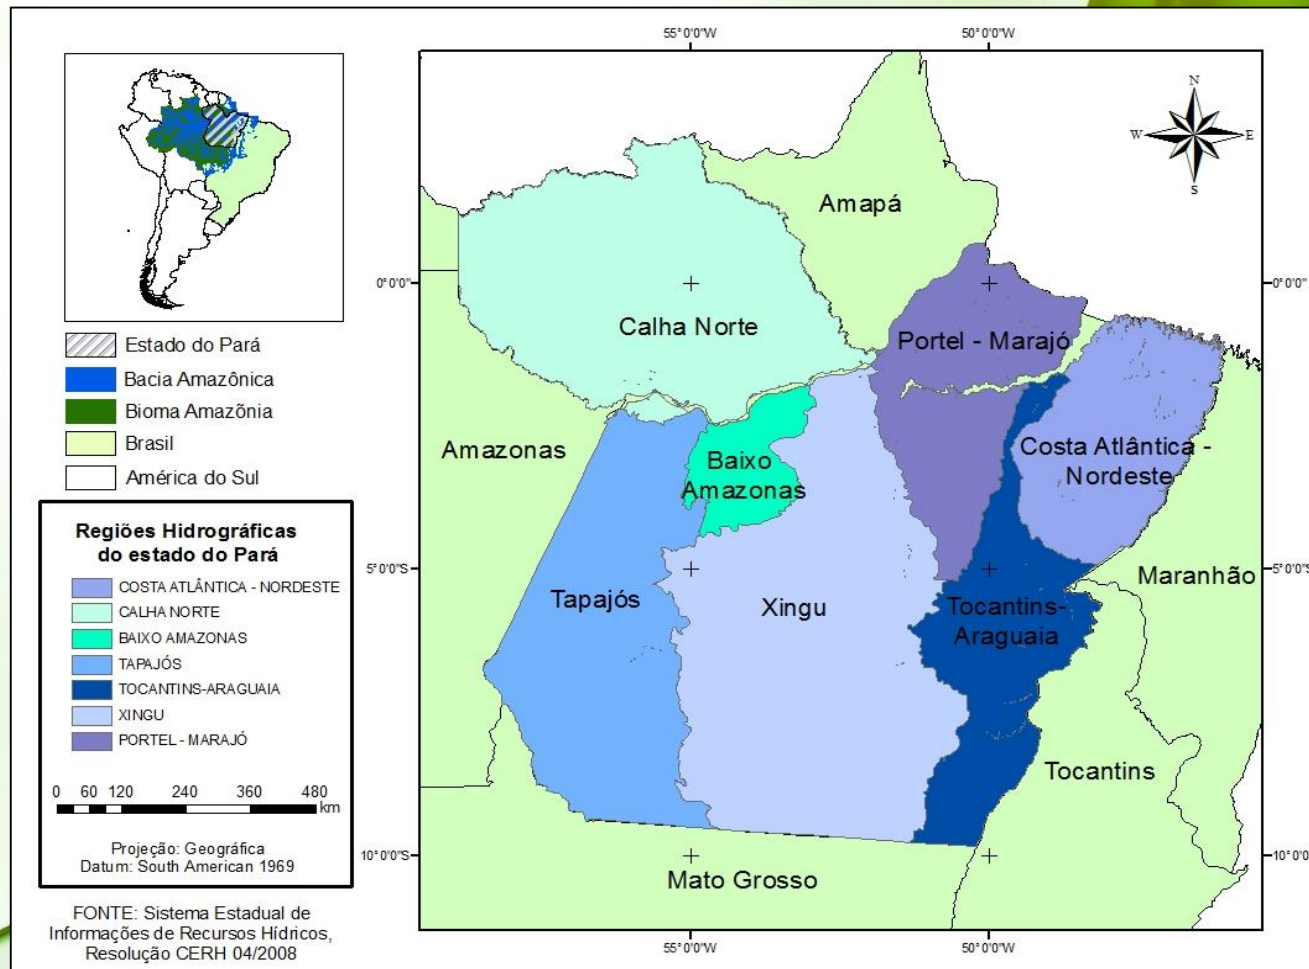 Estado do Pará
Bacia Amazônica
Bioma Amazõnia
Brasil
América do Sul
Regiões Hidrográficas
do estado do Pará
COSTA ATLÂNTICA - NORDESTE
CALHA NORTE
BAIXO AMAZONAS
TAPAJÓS
TOCANTINS-ARAGUAIA
XINGU
PORTEL - MARAJÓ
0 60 120 240 360 480
km
Projeção: Geográfica
Datum: South American 1969
FONTE: Sistema Estadual de
Informações de Recursos Hídricos,
Resolução CERH 04/2008
55°0'0"W 50°0'0"W
N
W E
S
Amapá
0°0'0" 0°0'0"
Calha Norte
Portel - Marajó
Amazonas
Baixo
Amazonas
Costa Atlântica -
Nordeste
5°0'0"S 5°0'0"S
Maranhão
Tapajós
Xingu
Tocantins-
Araguaia
Tocantins
10°0'0"S 10°0'0"S
Mato Grosso
55°0'0"W 50°0'0"W